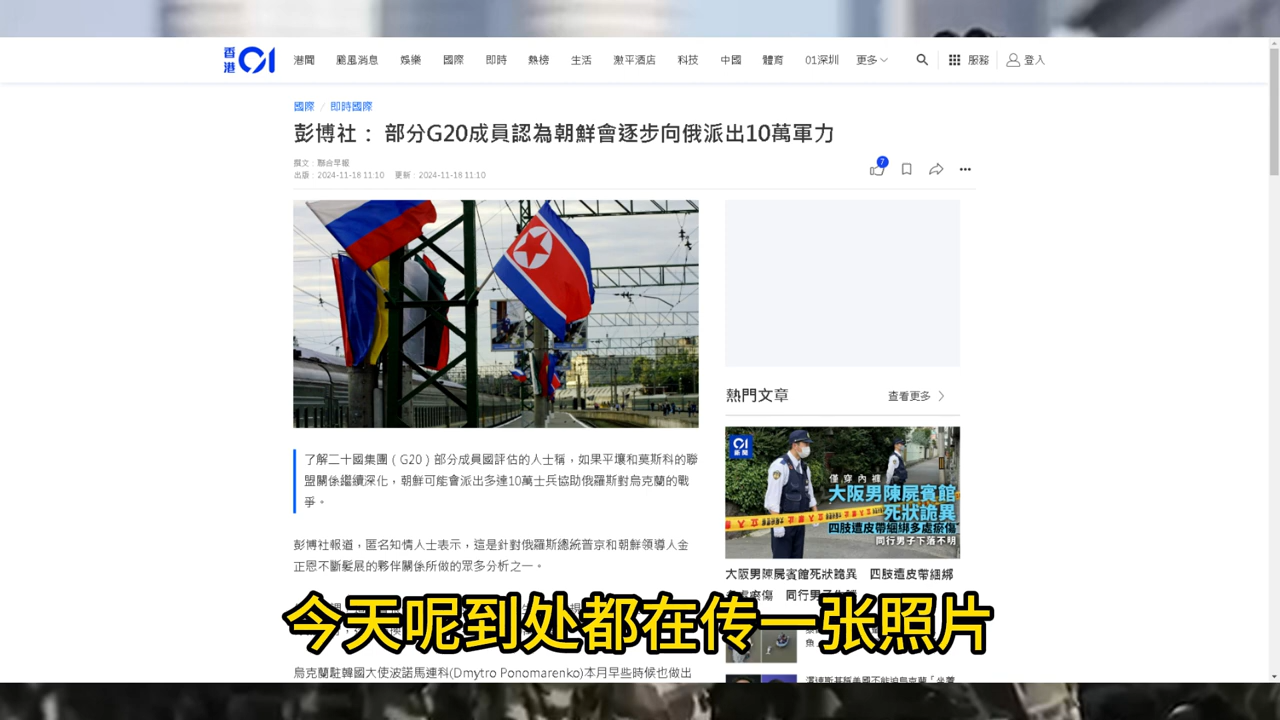 香港01
港聞 颱風消息 娛樂 國際 即時 熱榜 生活 激平酒店 科技 中國 體育 01深圳 更多 服務 登入
國際 / 即時國際
彭博社： 部分G20成員認為朝鮮會逐步向俄派出10萬軍力
撰文：聯合早報
出版：2024-11-18 11:10 更新：2024-11-18 11:10
7
了解二十國集團（G20）部分成員國評估的人士稱，如果平壤和莫斯科的聯
盟關係繼續深化，朝鮮可能會派出多達10萬士兵協助俄羅斯對烏克蘭的戰
爭。
彭博社報道，匿名知情人士表示，這是針對俄羅斯總統普京和朝鮮領導人金
正恩不斷髮展的夥伴關係所做的眾多分析之一。
烏克蘭駐韓國大使波諾馬連科(Dmytro Ponomarenko)本月早些時候也做出
熱門文章
查看更多
01
新聞
僅穿內褲
大阪男陳屍賓館
死狀詭異
四肢遭皮帶綑綁多處瘀傷
同行男子下落不明
大阪男陳屍賓館死狀詭異 四肢遭皮帶綑綁
今天呢到处都在传一张照片